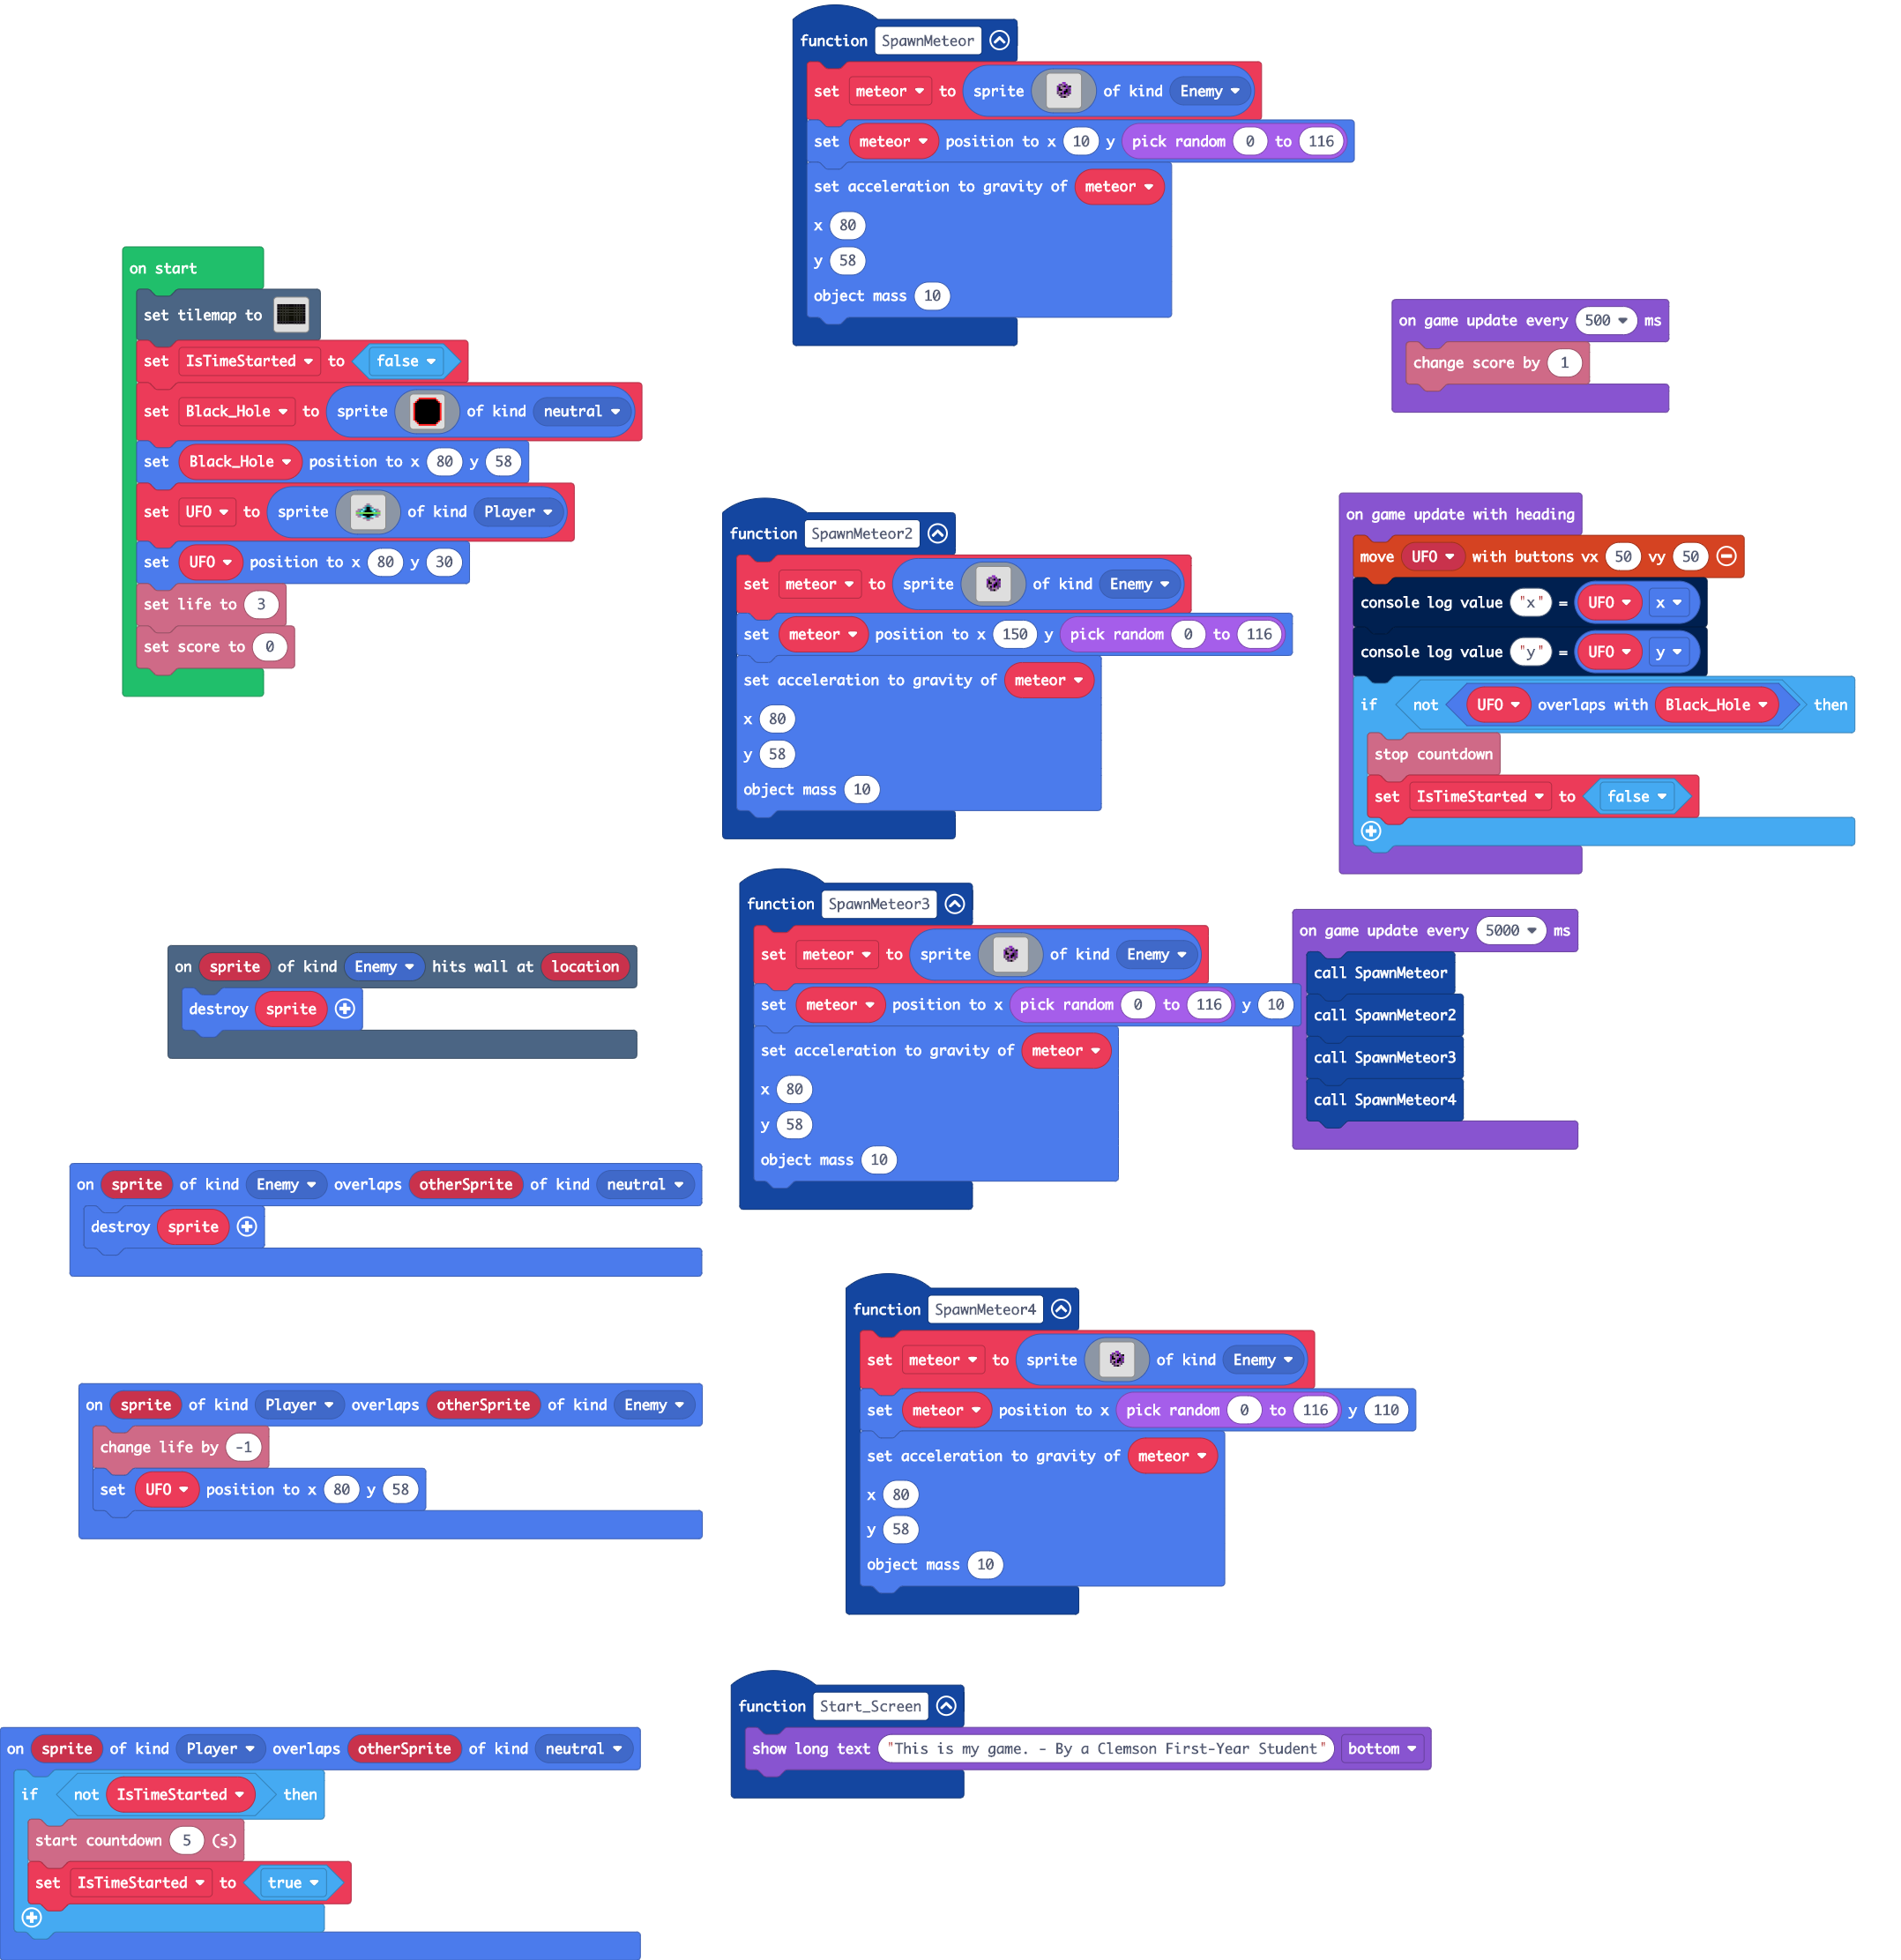 on start
set tilemap to
set IsTimeStarted to false
set Black_Hole to sprite of kind neutral
set Black_Hole position to x 80 y 58
set UFO to sprite of kind Player
set UFO position to x 80 y 30
set life to 3
set score to 0
on sprite of kind Enemy hits wall at location
destroy sprite
on sprite of kind Enemy overlaps otherSprite of kind neutral
destroy sprite
on sprite of kind Player overlaps otherSprite of kind Enemy
change life by -1
set UFO position to x 80 y 58
on sprite of kind Player overlaps otherSprite of kind neutral
if not IsTimeStarted then
start countdown 5 (s)
set IsTimeStarted to true
function SpawnMeteor
set meteor to sprite of kind Enemy
set meteor position to x 10 y pick random 0 to 116
set acceleration to gravity of meteor
x 80
y 58
object mass 10
function SpawnMeteor2
set meteor to sprite of kind Enemy
set meteor position to x 150 y pick random 0 to 116
set acceleration to gravity of meteor
x 80
y 58
object mass 10
function SpawnMeteor3
set meteor to sprite of kind Enemy
set meteor position to x pick random 0 to 116 y 10
set acceleration to gravity of meteor
x 80
y 58
object mass 10
function SpawnMeteor4
set meteor to sprite of kind Enemy
set meteor position to x pick random 0 to 116 y 110
set acceleration to gravity of meteor
x 80
y 58
object mass 10
function Start_Screen
show long text "This is my game. - By a Clemson First-Year Student" bottom
on game update every 500 ms
change score by 1
on game update with heading
move UFO with buttons vx 50 vy 50
console log value "x" = UFO x
console log value "y" = UFO y
if not UFO overlaps with Black_Hole then
stop countdown
set IsTimeStarted to false
on game update every 5000 ms
call SpawnMeteor
call SpawnMeteor2
call SpawnMeteor3
call SpawnMeteor4